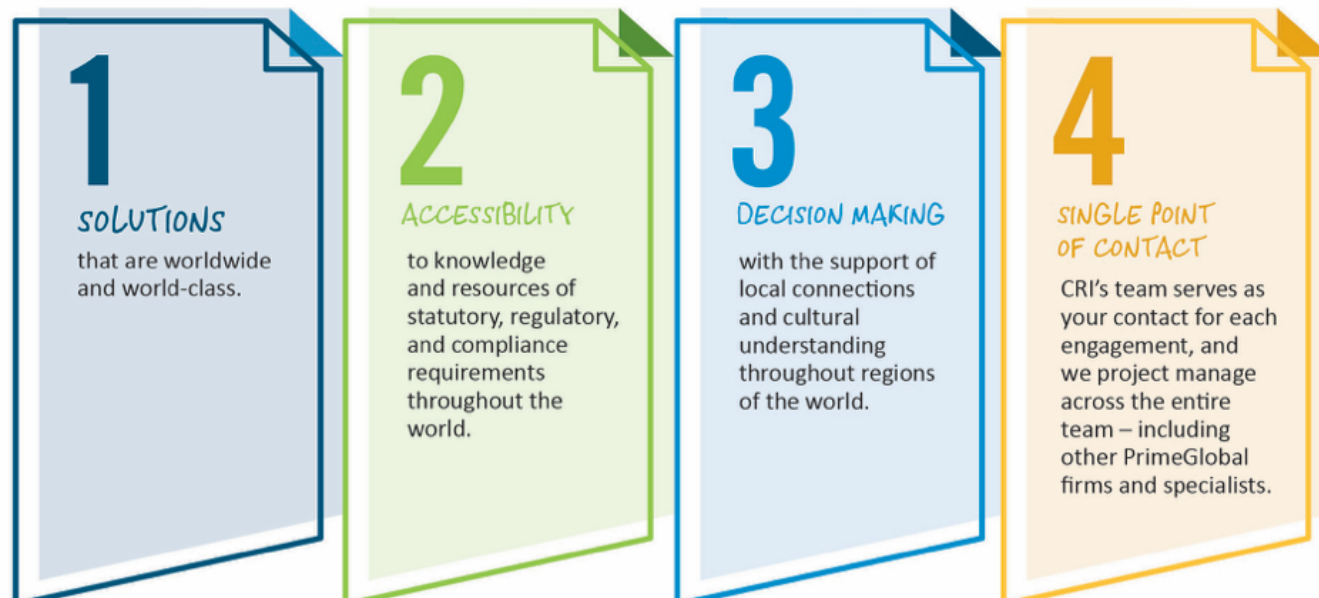 1
SOLUTIONS
that are worldwide
and world-class.
2
ACCESSIBILITY
to knowledge
and resources of
statutory, regulatory,
and compliance
requirements
throughout the
world.
3
DECISION MAKING
with the support of
local connections
and cultural
understanding
throughout regions
of the world.
4
SINGLE POINT
OF CONTACT
CRI's team serves as
your contact for each
engagement, and
we project manage
across the entire
team – including
other PrimeGlobal
firms and specialists.